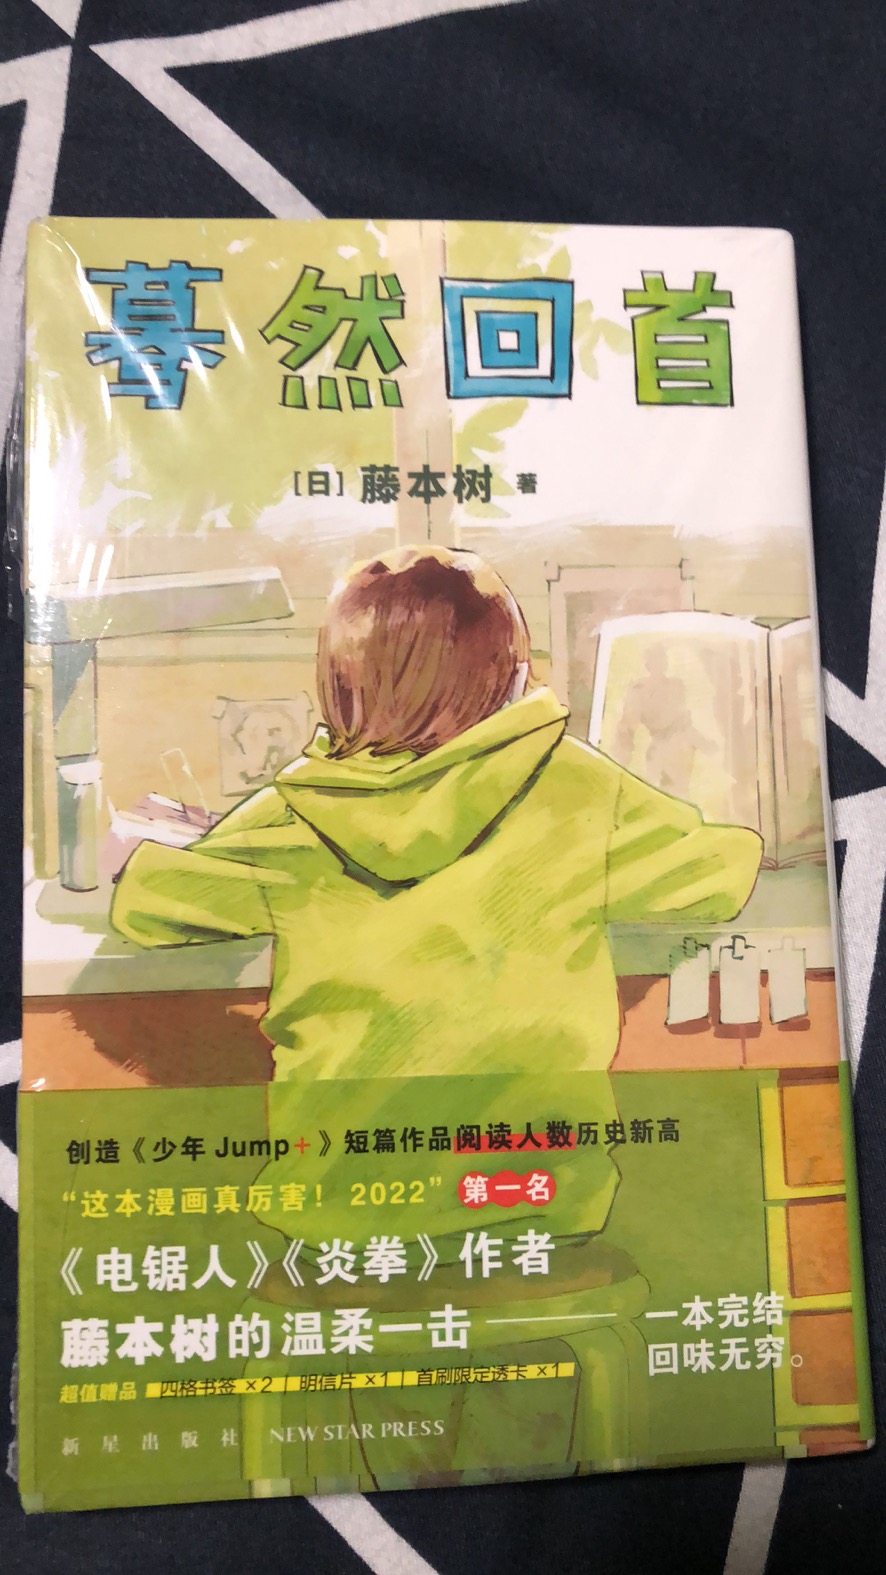 蓦然回首
[日] 藤本树 著
创造《少年Jump+》短篇作品阅读人数历史新高
“这本漫画真厉害！2022” 第一名
《电锯人》《炎拳》作者
藤本树的温柔一击——一本完结
回味无穷。
超值赠品 四格书签×2 | 明信片×1 | 首刷限定透卡×1
新星出版社 NEW STAR PRESS